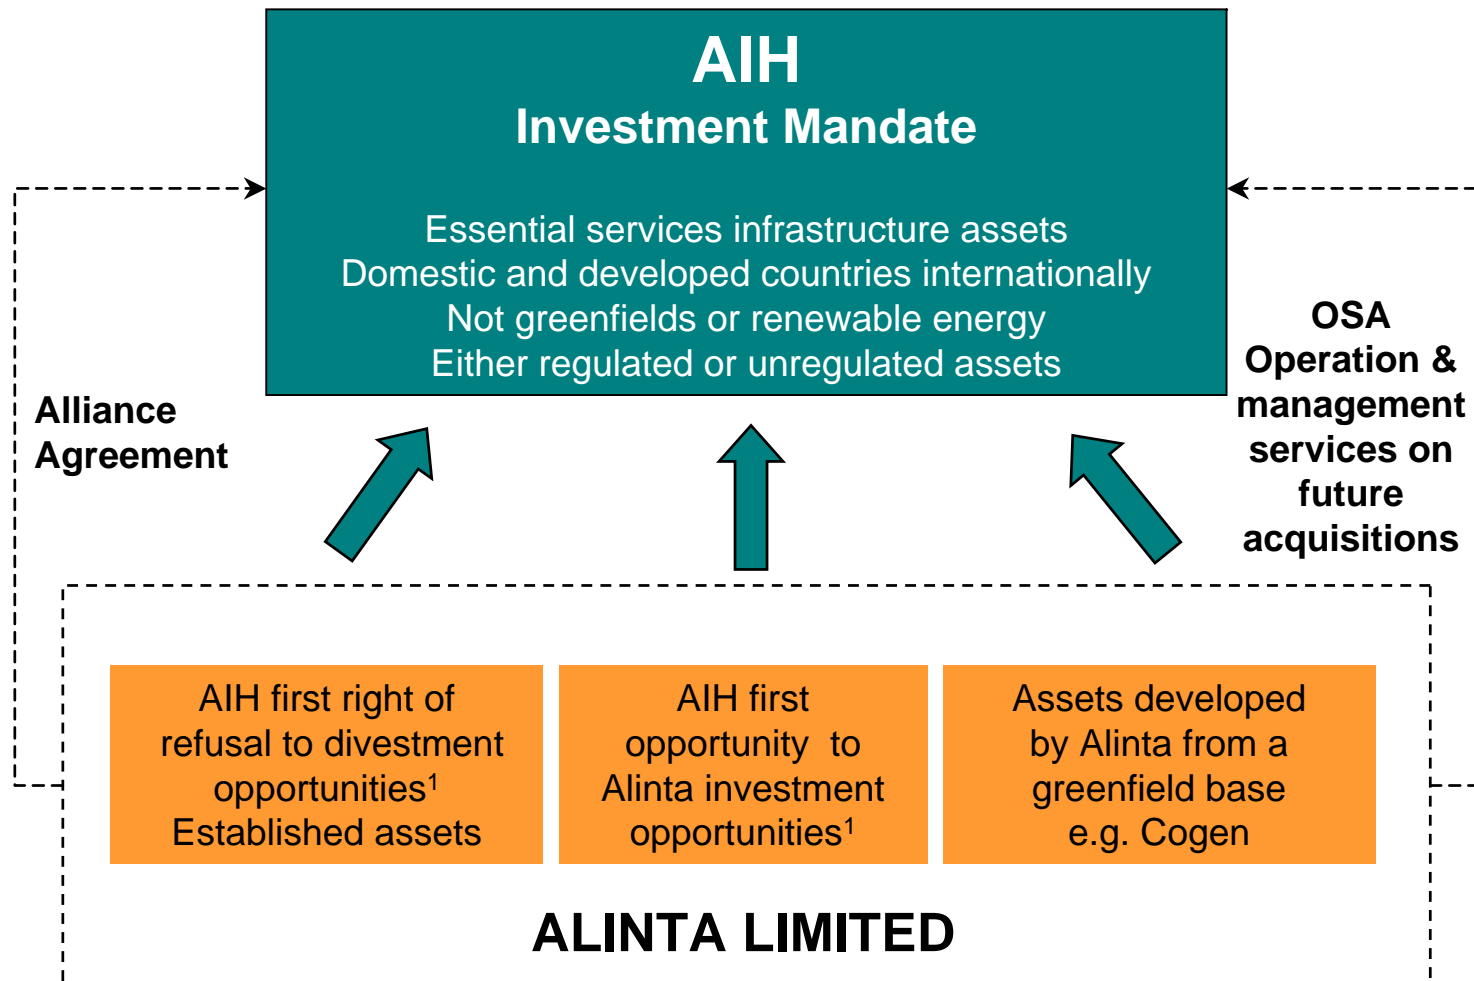 AIH
Investment Mandate
Essential services infrastructure assets
Domestic and developed countries internationally
Not greenfields or renewable energy
Either regulated or unregulated assets
Alliance
Agreement
OSA
Operation &
management
services on
future
acquisitions
AIH first right of
refusal to divestment
opportunities¹
Established assets
AIH first
opportunity to
Alinta investment
opportunities¹
Assets developed
by Alinta from a
greenfield base
e.g. Cogen
ALINTA LIMITED